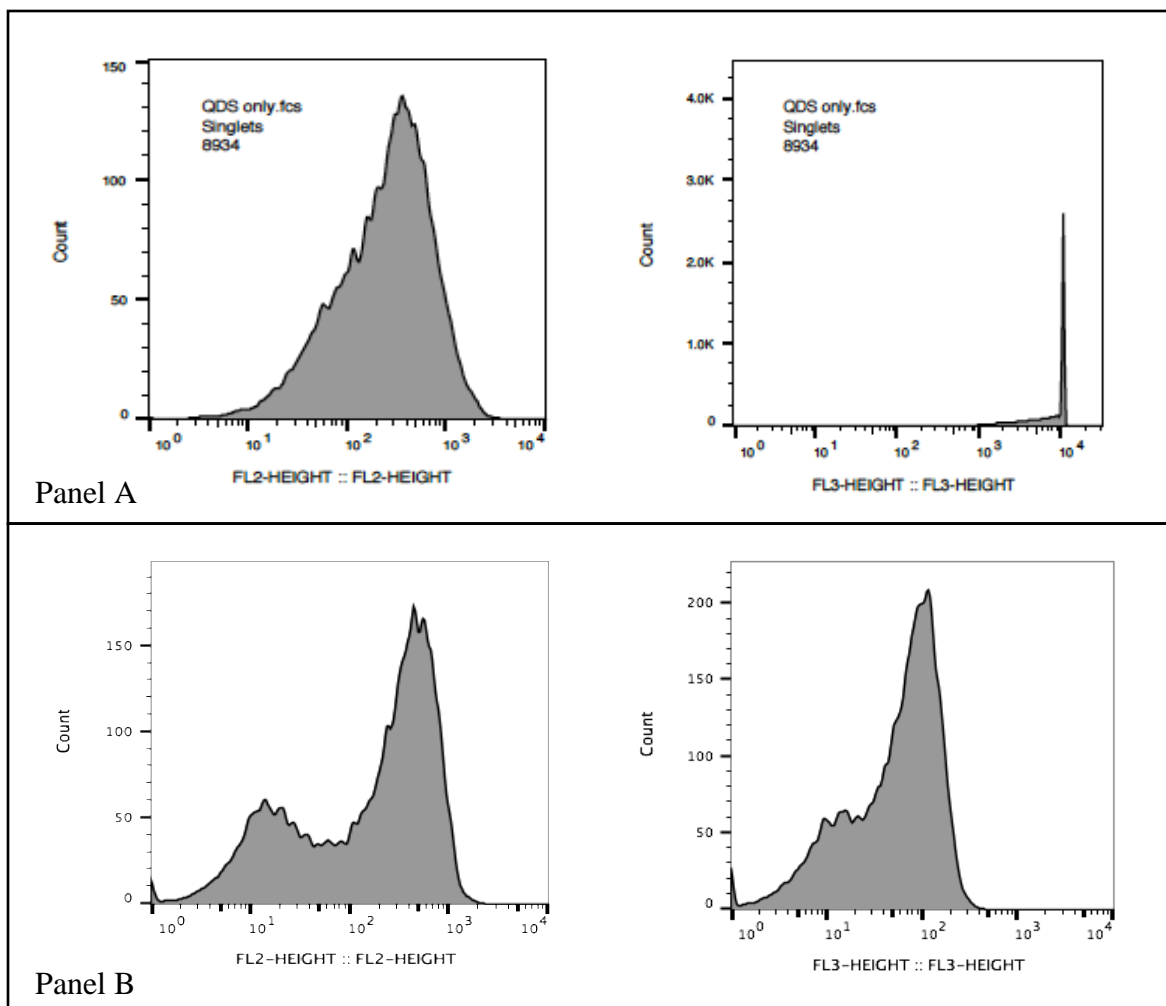 150
100
50
0
Count
QDS only.fcs
Singlets
8934
10^0 10^1 10^2 10^3 10^4
FL2-HEIGHT :: FL2-HEIGHT
4.0K
3.0K
2.0K
1.0K
0
Count
QDS only.fcs
Singlets
8934
10^0 10^1 10^2 10^3 10^4
FL3-HEIGHT :: FL3-HEIGHT
Panel A
150
100
50
0
Count
10^0 10^1 10^2 10^3 10^4
FL2-HEIGHT :: FL2-HEIGHT
200
150
100
50
0
Count
10^0 10^1 10^2 10^3 10^4
FL3-HEIGHT :: FL3-HEIGHT
Panel B